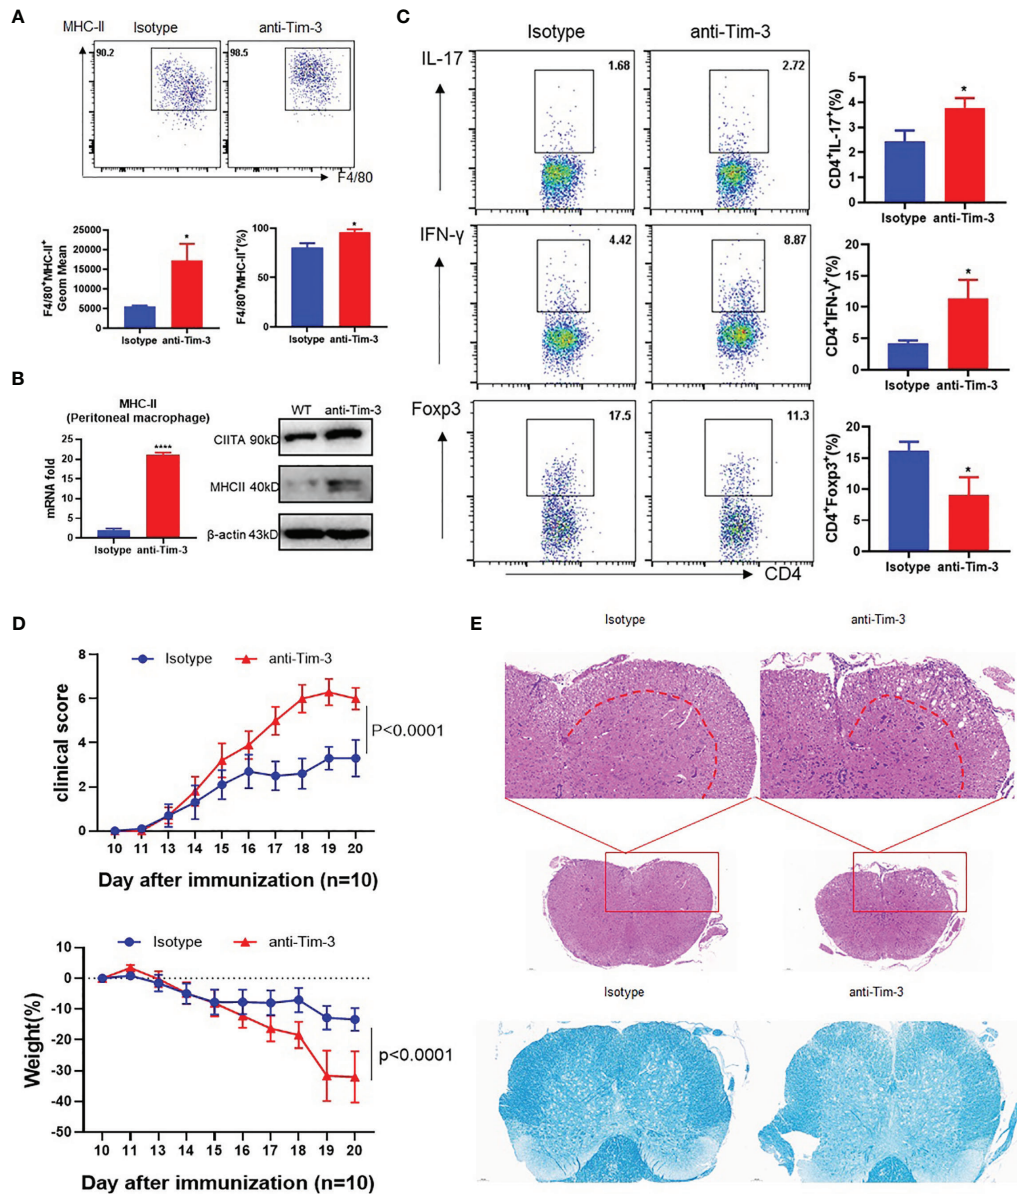 A
MHC-II
Isotype
anti-Tim-3
90.2
98.5
F4/80
F4/80⁺MHC-II⁺
Geom Mean
25000
20000
15000
10000
5000
0
*
Isotype anti-Tim-3
F4/80⁺MHC-II⁺(%)
100
50
0
*
Isotype anti-Tim-3
B
MHC-II
(Peritoneal macrophage)
mRNA fold
25
20
15
10
5
0
****
Isotype anti-Tim-3
WT anti-Tim-3
CIITA 90kD
MHCII 40kD
β-actin 43kD
C
Isotype
anti-Tim-3
IL-17
1.68
2.72
CD4⁺IL-17⁺(%)
5
4
3
2
1
0
*
Isotype anti-Tim-3
IFN-γ
4.42
8.87
CD4⁺IFN-γ⁺(%)
20
15
10
5
0
*
Isotype anti-Tim-3
Foxp3
17.5
11.3
CD4⁺Foxp3⁺(%)
20
15
10
5
0
*
Isotype anti-Tim-3
CD4
D
Isotype anti-Tim-3
clinical score
8
6
4
2
0
P<0.0001
10 11 13 14 15 16 17 18 19 20
Day after immunization (n=10)
Isotype anti-Tim-3
Weight(%)
10
0
-10
-20
-30
-40
-50
p<0.0001
10 11 13 14 15 16 17 18 19 20
Day after immunization (n=10)
E
Isotype
anti-Tim-3
Isotype
anti-Tim-3